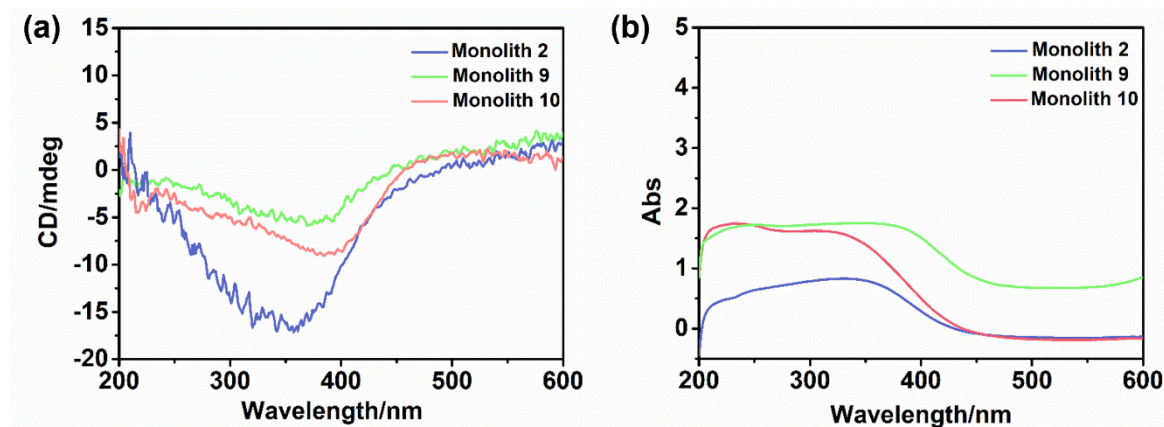 (a)
15
10
5
0
-5
-10
-15
-20
CD/mdeg
Monolith 2
Monolith 9
Monolith 10
200 300 400 500 600
Wavelength/nm
(b)
5
4
3
2
1
0
Abs
Monolith 2
Monolith 9
Monolith 10
200 300 400 500 600
Wavelength/nm